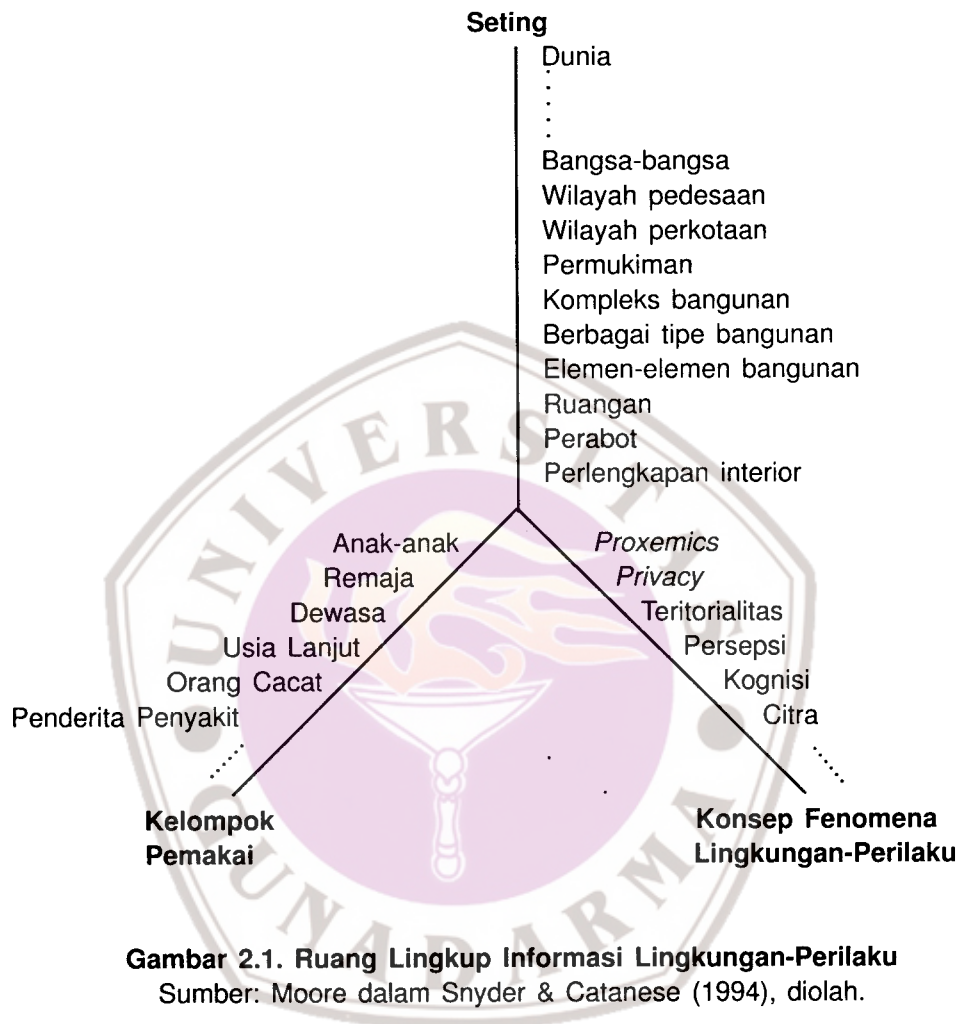 Seting
Dunia
Bangsa-bangsa
Wilayah pedesaan
Wilayah perkotaan
Permukiman
Kompleks bangunan
Berbagai tipe bangunan
Elemen-elemen bangunan
Ruangan
Perabot
Perlengkapan interior
Anak-anak
Remaja
Dewasa
Usia Lanjut
Orang Cacat
Penderita Penyakit
Kelompok
Pemakai
Proxemics
Privacy
Teritorialitas
Persepsi
Kognisi
Citra
Konsep Fenomena
Lingkungan-Perilaku
UNIVERSITAS
GUNADARMA
Gambar 2.1. Ruang Lingkup Informasi Lingkungan-Perilaku
Sumber: Moore dalam Snyder & Catanese (1994), diolah.